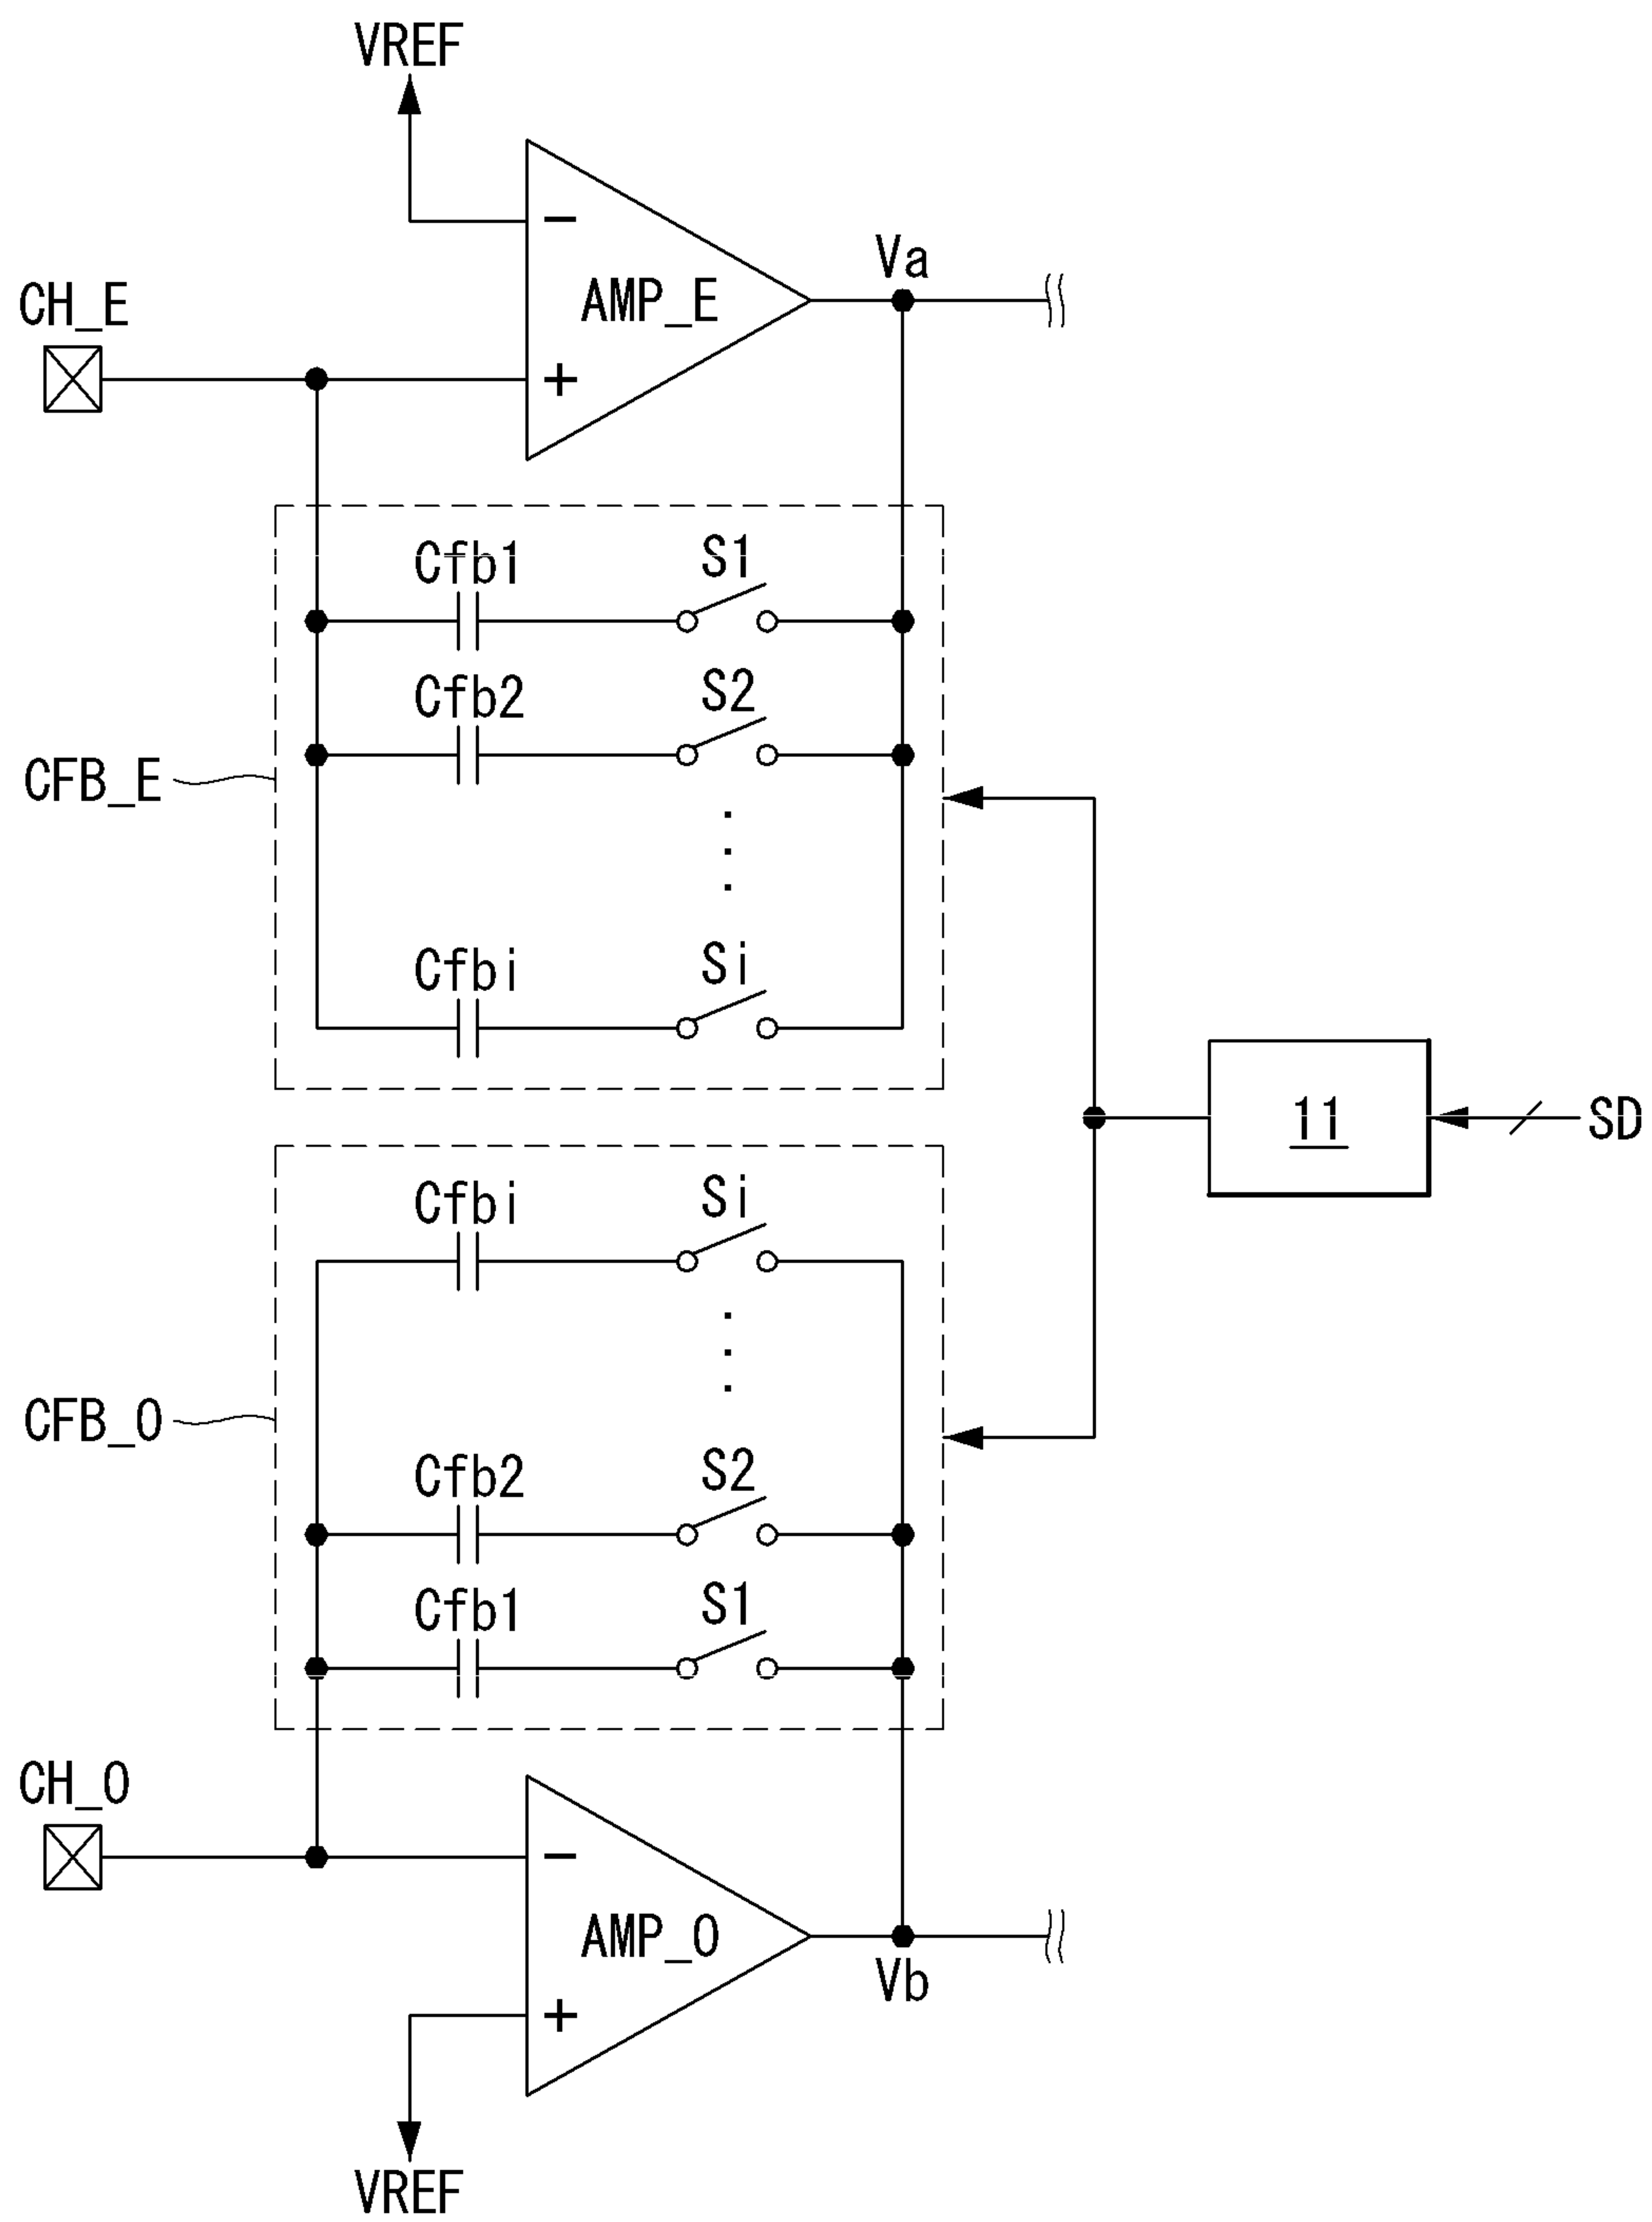 VREF
−
AMP_E
+
Va
CH_E
Cfb1
S1
Cfb2
S2
CFB_E
Cfbi
Si
11
SD
Cfbi
Si
CFB_O
Cfb2
S2
Cfb1
S1
CH_O
−
AMP_O
+
Vb
VREF